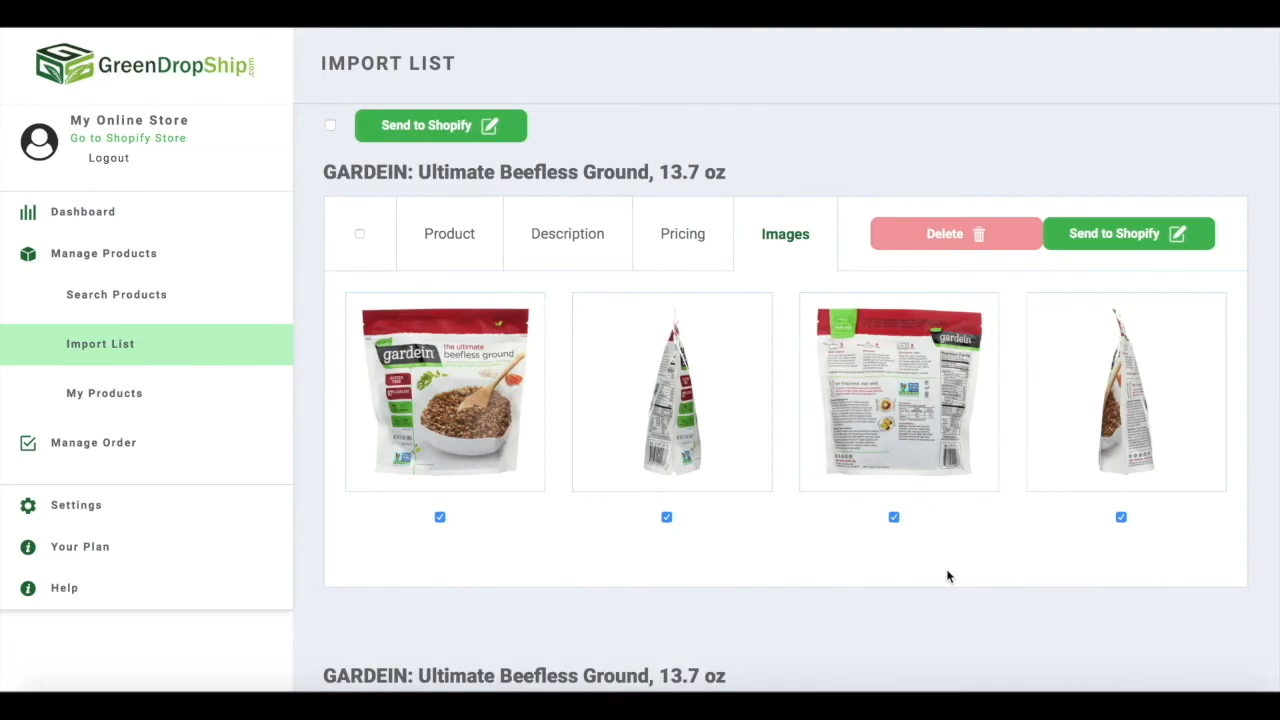 GreenDropShip.com
IMPORT LIST
My Online Store
Go to Shopify Store
Logout
Send to Shopify
GARDEIN: Ultimate Beefless Ground, 13.7 oz
Dashboard
Manage Products
Search Products
Import List
My Products
Manage Order
Settings
Your Plan
Help
Product
Description
Pricing
Images
Delete
Send to Shopify
gardein
the ultimate
beefless ground
gardein
GARDEIN: Ultimate Beefless Ground, 13.7 oz